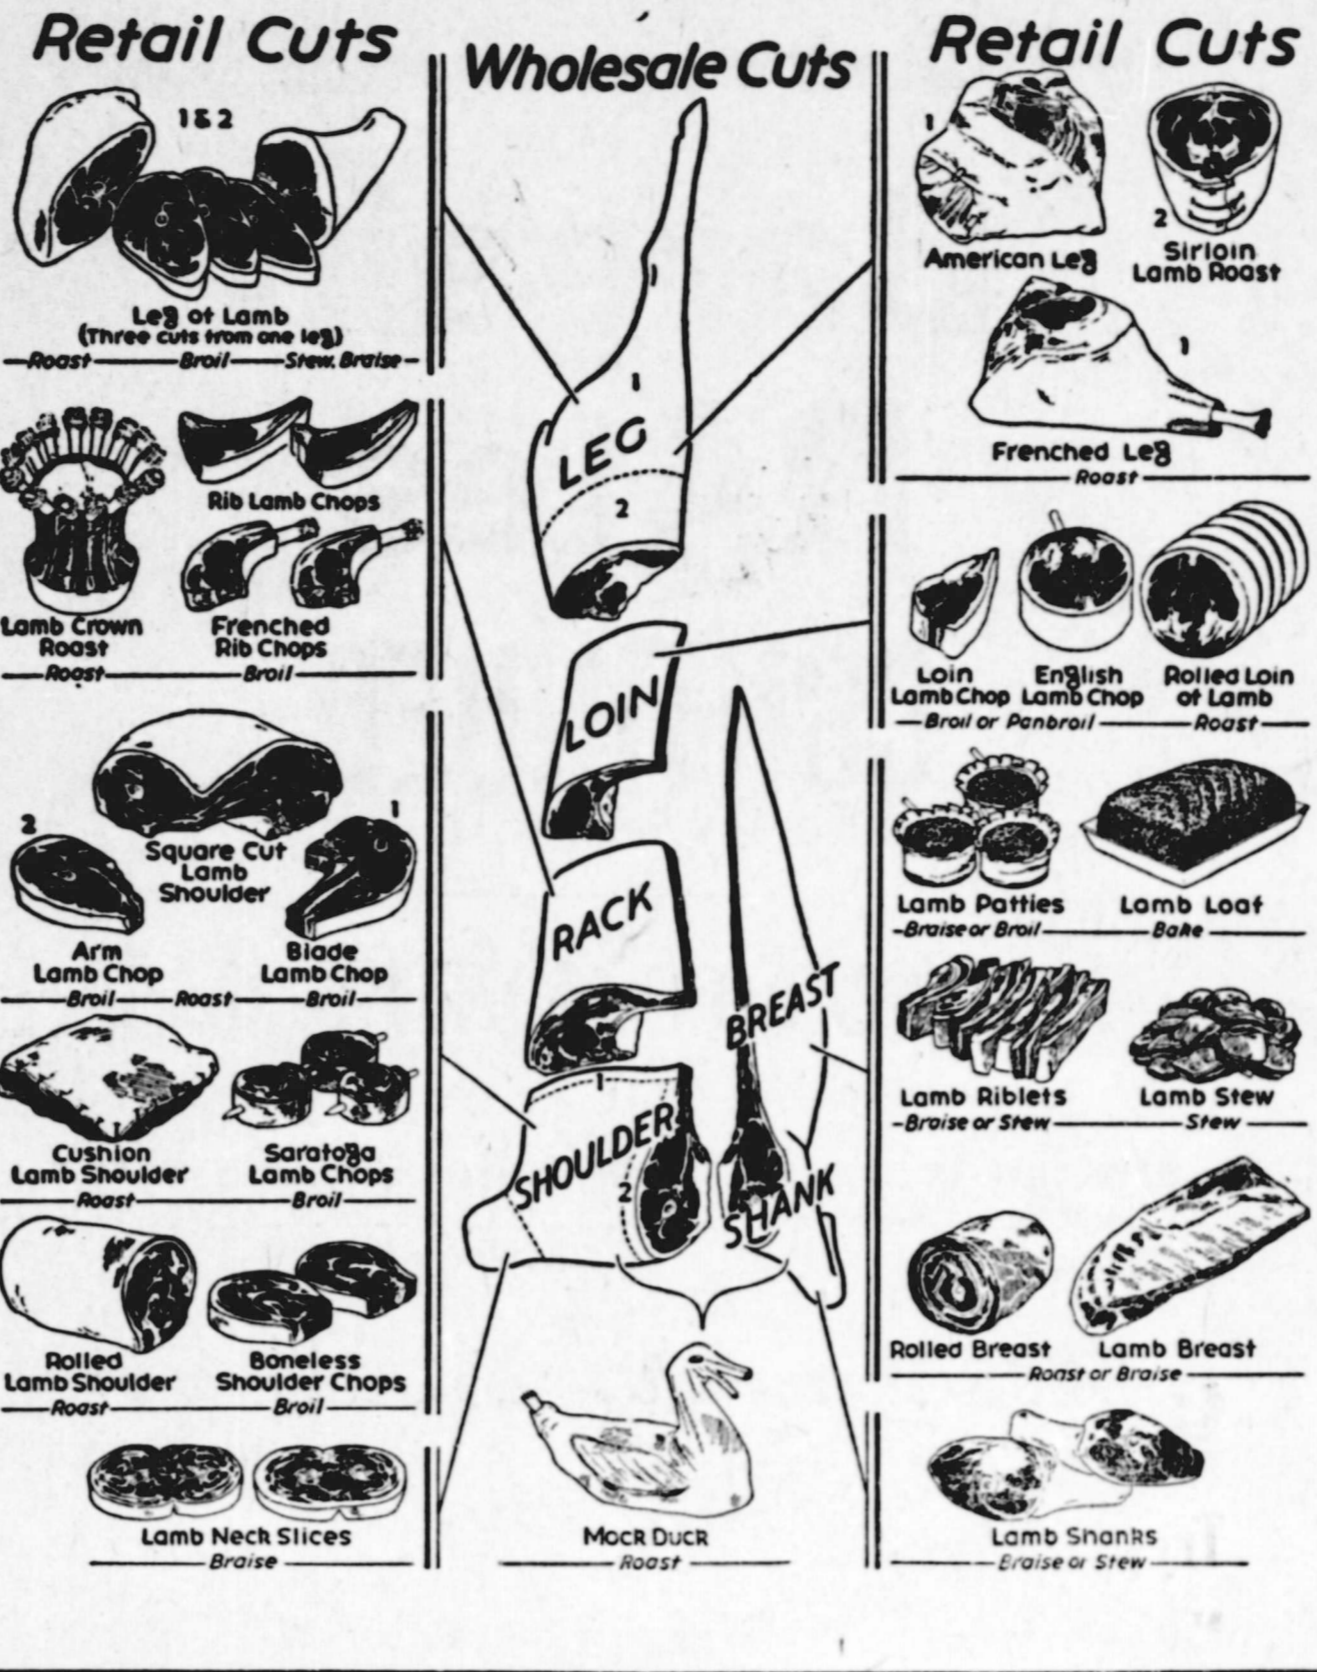 Retail Cuts
1 & 2
Leg of Lamb
(Three cuts from one leg)
Roast Broil Stew, Braise
Rib Lamb Chops
Lamb Crown
Roast
Frenched
Rib Chops
Roast Broil
Square Cut
Lamb
Shoulder
2
1
Arm
Lamb Chop
Blade
Lamb Chop
Broil Roast Broil
Cushion
Lamb Shoulder
Saratoga
Lamb Chops
Roast Broil
Rolled
Lamb Shoulder
Boneless
Shoulder Chops
Roast Broil
Lamb Neck Slices
Braise
Wholesale Cuts
1
LEG
2
LOIN
RACK
BREAST
1
SHOULDER
2
SHANK
Mock Duck
Roast
Retail Cuts
1
American Leg
2
Sirloin
Lamb Roast
1
Frenched Leg
Roast
Loin
Lamb Chop
English
Lamb Chop
Rolled Loin
of Lamb
Broil or Panbroil Roast
Lamb Patties
Lamb Loaf
Braise or Broil Bake
Lamb Riblets
Lamb Stew
Braise or Stew Stew
Rolled Breast
Lamb Breast
Roast or Braise
Lamb Shanks
Braise or Stew